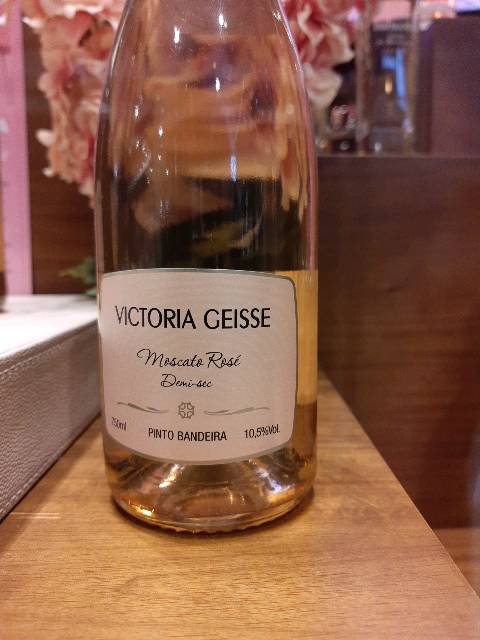 VICTORIA GEISSE
Moscato Rosé
Demi-sec
750ml PINTO BANDEIRA 10,5%Vol.